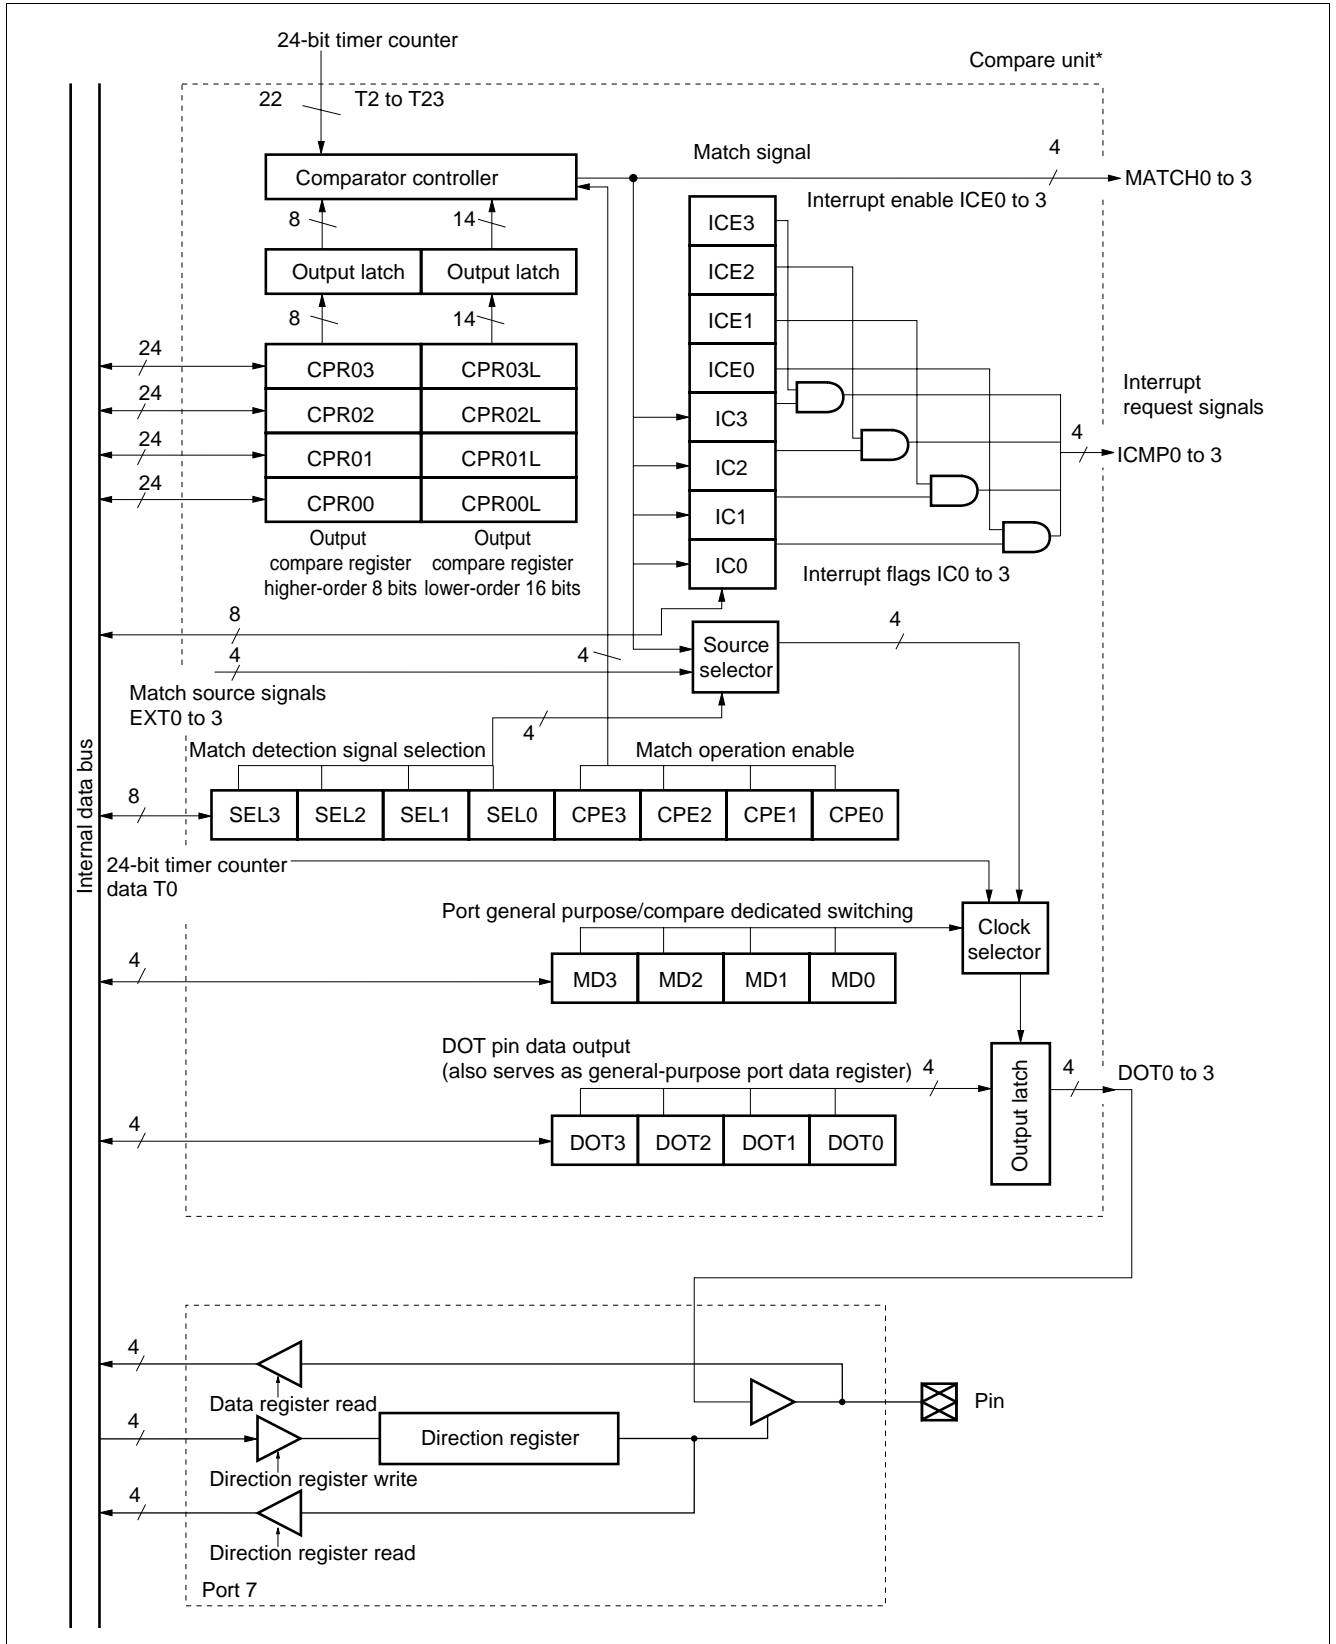 24-bit timer counter
Compare unit*
22
T2 to T23
Match signal
4
MATCH0 to 3
Comparator controller
Interrupt enable ICE0 to 3
8
14
ICE3
Output latch
Output latch
ICE2
8
14
ICE1
24
CPR03
CPR03L
ICE0
Interrupt
request signals
24
CPR02
CPR02L
IC3
4
ICMP0 to 3
24
CPR01
CPR01L
IC2
24
CPR00
CPR00L
IC1
Output
compare register
higher-order 8 bits
Output
compare register
lower-order 16 bits
IC0
Interrupt flags IC0 to 3
8
4
4
4
Source
selector
Match source signals
EXT0 to 3
4
Match detection signal selection
Match operation enable
Internal data bus
8
SEL3
SEL2
SEL1
SEL0
CPE3
CPE2
CPE1
CPE0
24-bit timer counter
data T0
Port general purpose/compare dedicated switching
Clock
selector
4
MD3
MD2
MD1
MD0
DOT pin data output
(also serves as general-purpose port data register)
4
Output latch
4
DOT0 to 3
4
DOT3
DOT2
DOT1
DOT0
4
Data register read
Pin
4
Direction register
Direction register write
4
Direction register read
Port 7